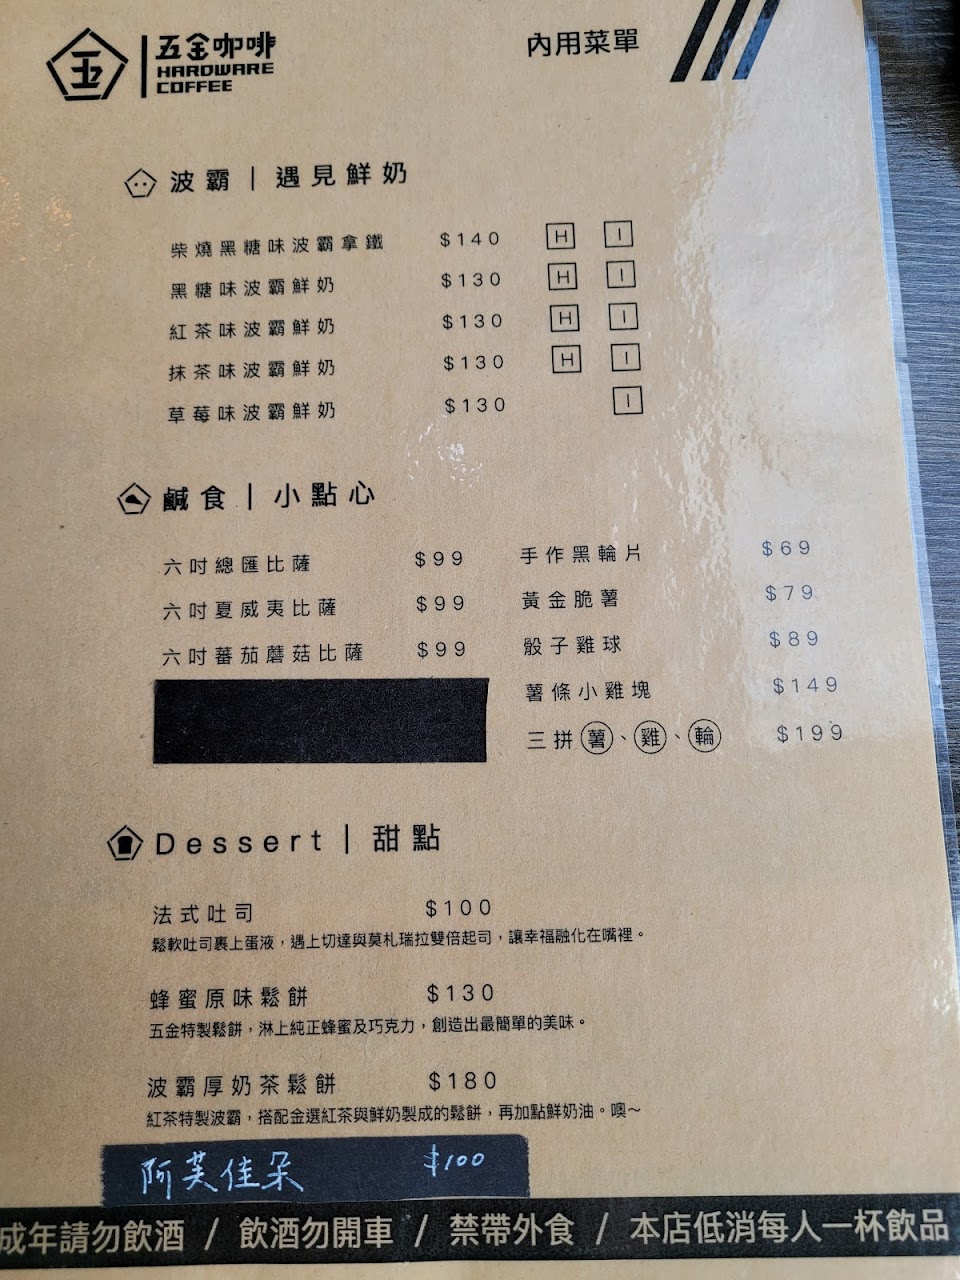 五金咖啡
HARDWARE
COFFEE
內用菜單
波霸｜遇見鮮奶
柴燒黑糖味波霸拿鐵 $140 H I
黑糖味波霸鮮奶 $130 H I
紅茶味波霸鮮奶 $130 H I
抹茶味波霸鮮奶 $130 H I
草莓味波霸鮮奶 $130 I
鹹食｜小點心
六吋總匯比薩 $99
六吋夏威夷比薩 $99
六吋蕃茄蘑菇比薩 $99
手作黑輪片 $69
黃金脆薯 $79
骰子雞球 $89
薯條小雞塊 $149
三拼薯、雞、輪 $199
Dessert｜甜點
法式吐司 $100
鬆軟吐司裹上蛋液，遇上切達與莫札瑞拉雙倍起司，讓幸福融化在嘴裡。
蜂蜜原味鬆餅 $130
五金特製鬆餅，淋上純正蜂蜜及巧克力，創造出最簡單的美味。
波霸厚奶茶鬆餅 $180
紅茶特製波霸，搭配金選紅茶與鮮奶製成的鬆餅，再加點鮮奶油。噢～
阿芙佳朵 $100
成年請勿飲酒 / 飲酒勿開車 / 禁帶外食 / 本店低消每人一杯飲品